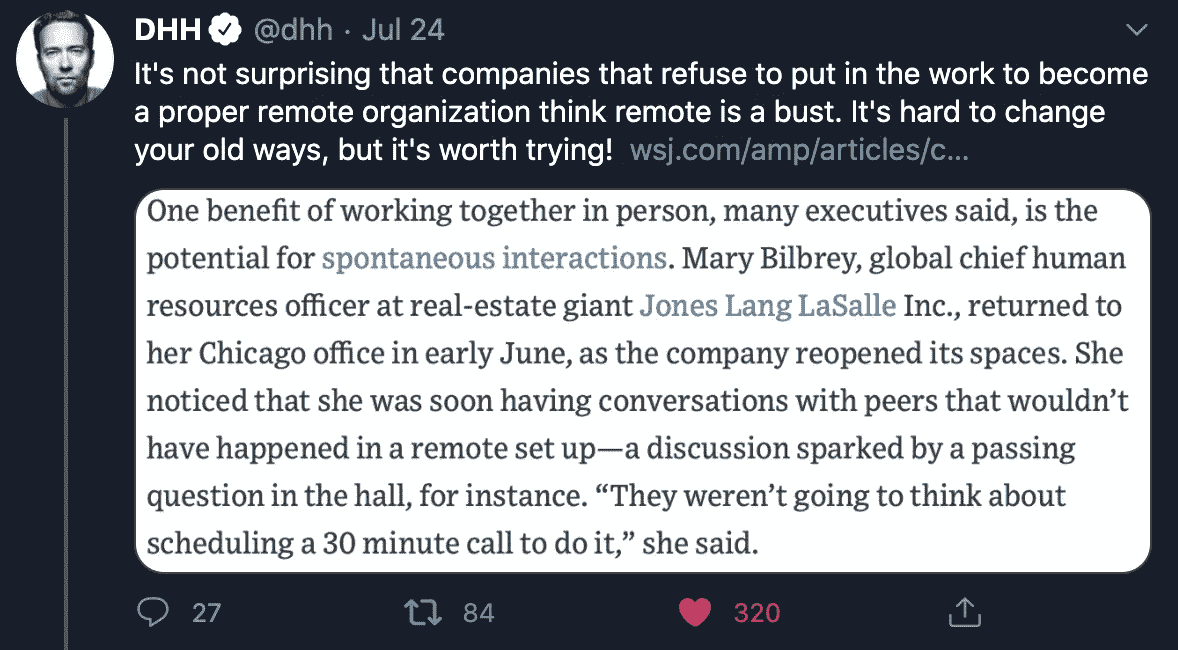 DHH @dhh · Jul 24
It's not surprising that companies that refuse to put in the work to become
a proper remote organization think remote is a bust. It's hard to change
your old ways, but it's worth trying! wsj.com/amp/articles/c...
One benefit of working together in person, many executives said, is the
potential for spontaneous interactions. Mary Bilbrey, global chief human
resources officer at real-estate giant Jones Lang LaSalle Inc., returned to
her Chicago office in early June, as the company reopened its spaces. She
noticed that she was soon having conversations with peers that wouldn’t
have happened in a remote set up—a discussion sparked by a passing
question in the hall, for instance. “They weren’t going to think about
scheduling a 30 minute call to do it,” she said.
27 84 320